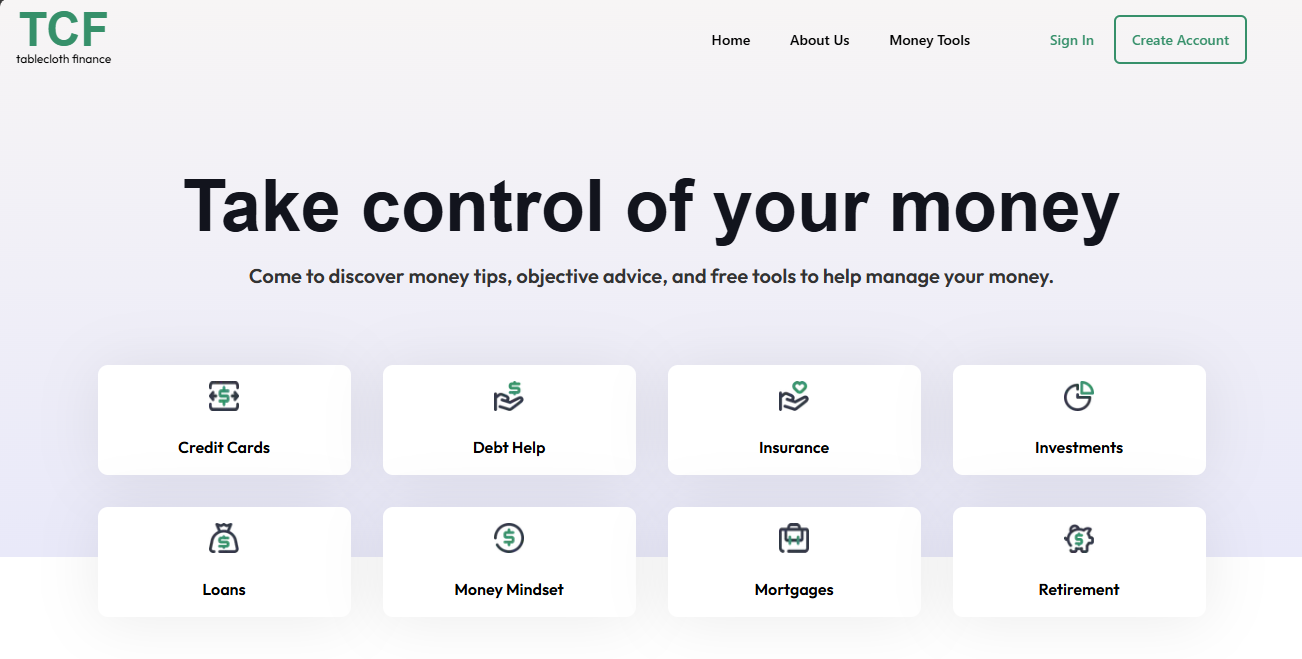 TCF
tablecloth finance
Home About Us Money Tools Sign In Create Account
Take control of your money
Come to discover money tips, objective advice, and free tools to help manage your money.
Credit Cards Debt Help Insurance Investments
Loans Money Mindset Mortgages Retirement